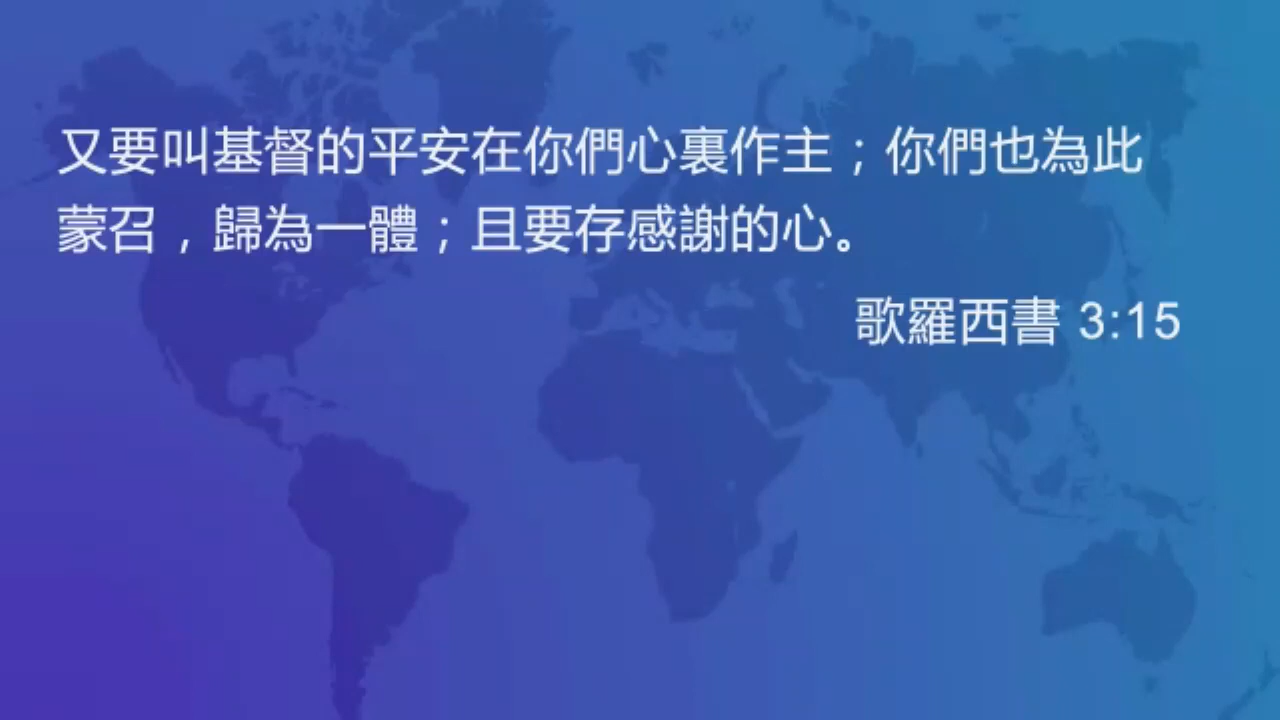 又要叫基督的平安在你們心裏作主；你們也為此
蒙召，歸為一體；且要存感謝的心。
歌羅西書 3:15